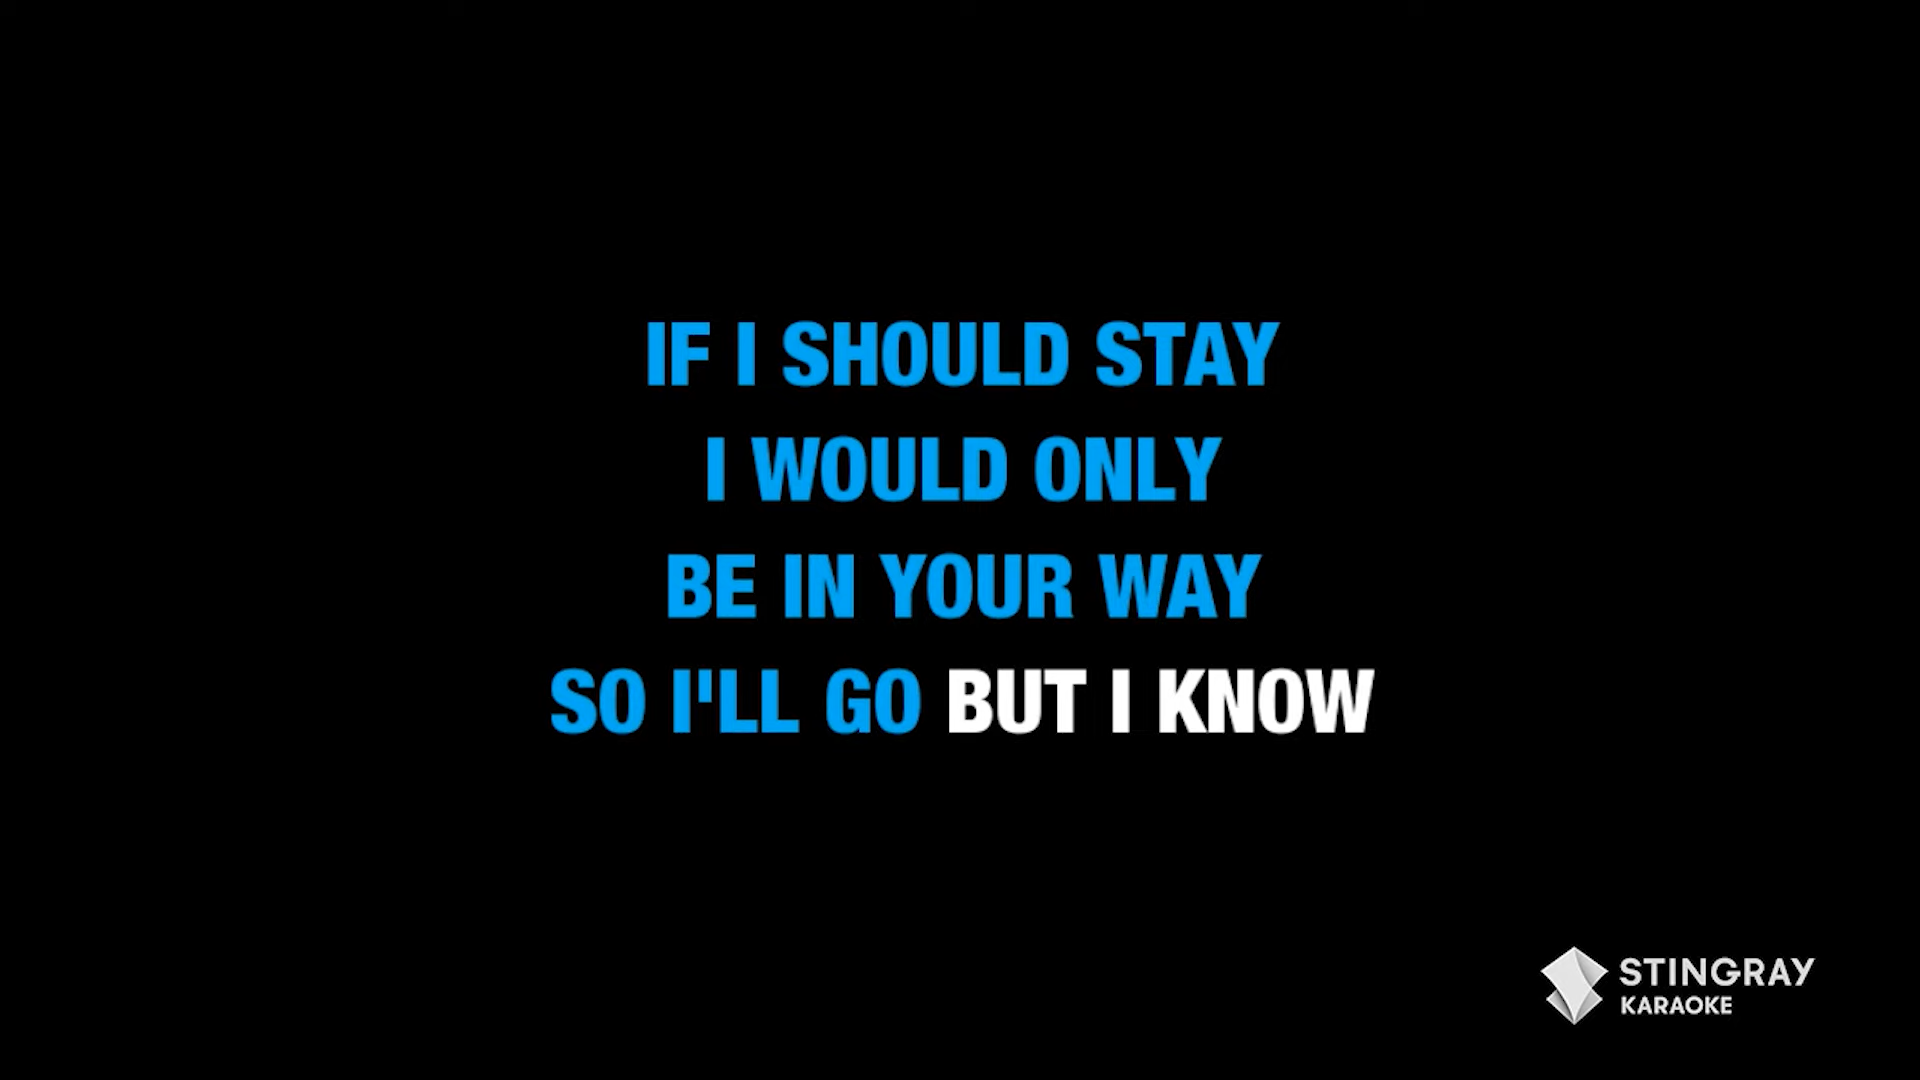 IF I SHOULD STAY
I WOULD ONLY
BE IN YOUR WAY
SO I'LL GO BUT I KNOW
STINGRAY
KARAOKE